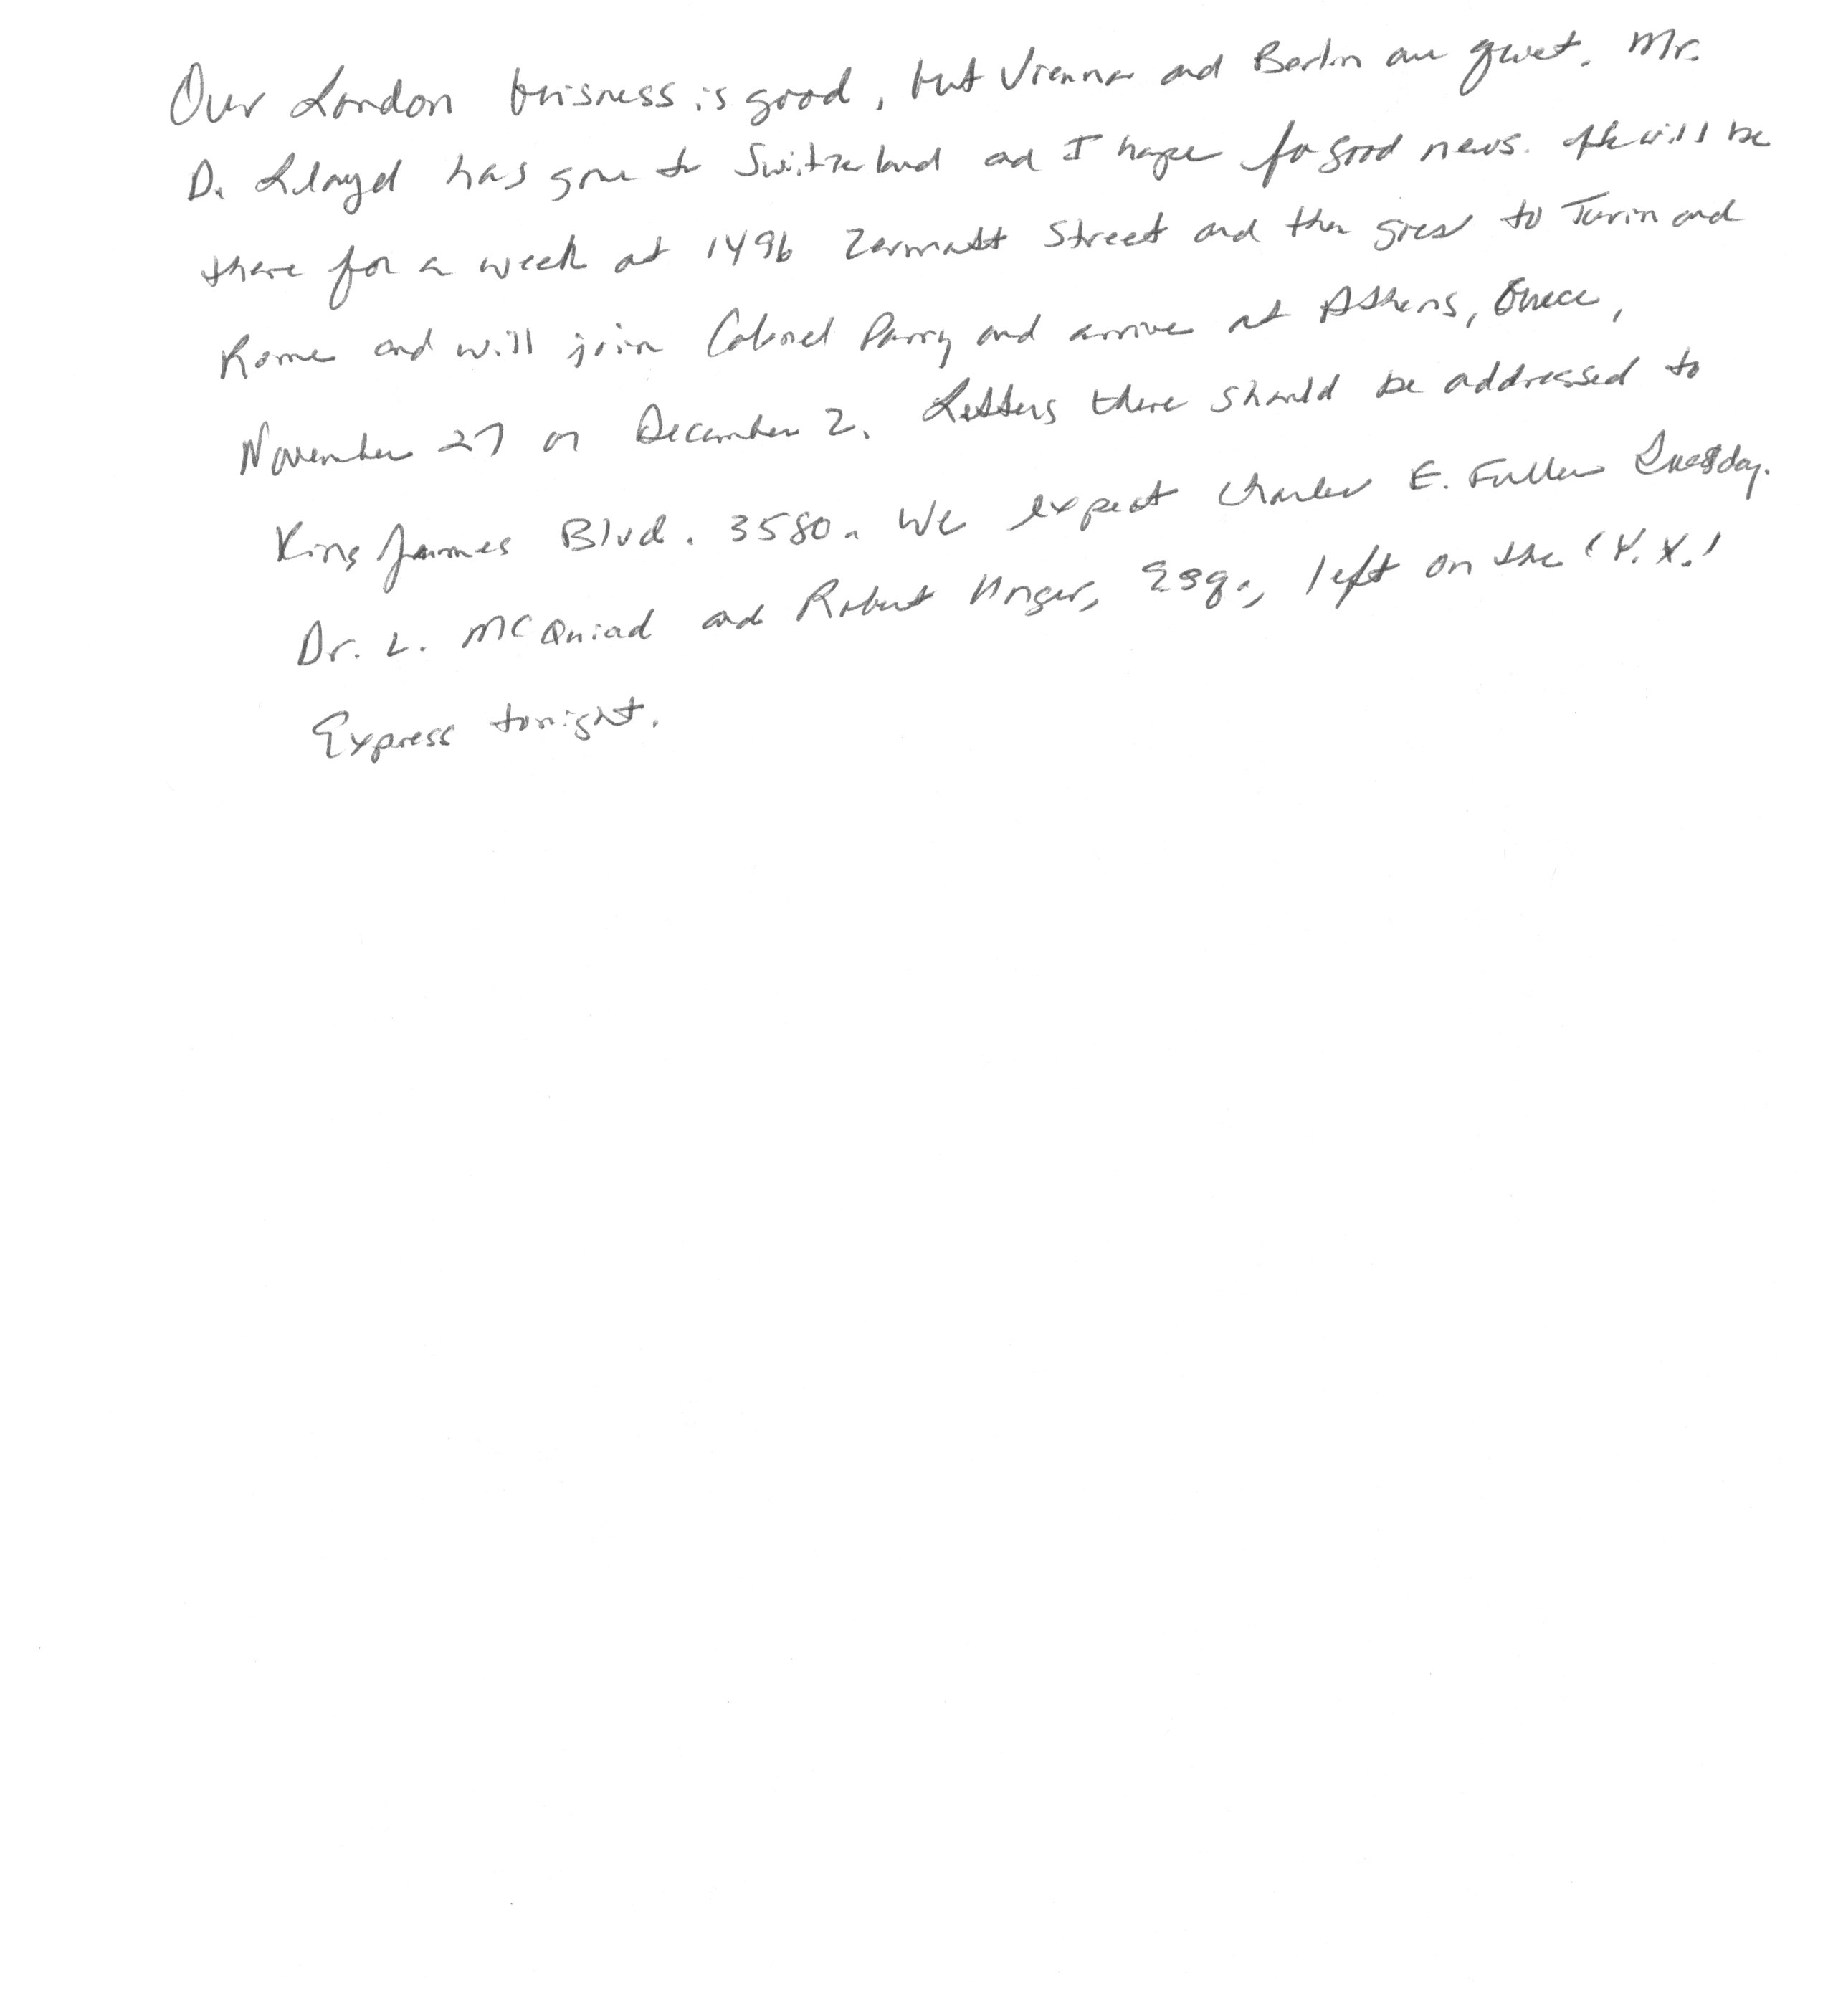 Our London buisness is good, but Vienna and Berlin are quiet. Mr.
D. Lloyd has gone to Switzerland and I hope for good news. He will be
there for a week at 1496 Zermatt Street and then goes to Turin and
Rome and will join Colonel Parry and arrive at Athens, Greece,
November 27 or December 2. Letters there should be addressed to
King James Blvd. 3580. We expect Charles E. Fuller Tuesday.
Dr. L. McQuiad and Robert Unger, Esq., left on the (Y.X.)
Express tonight.